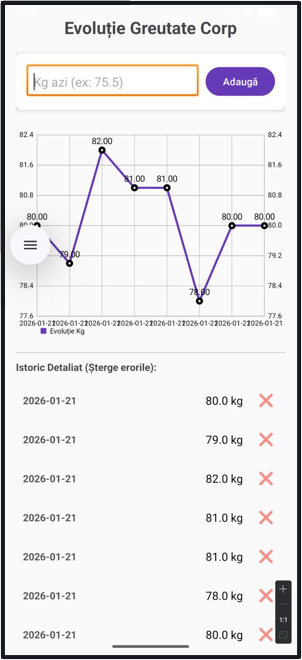 Evoluție Greutate Corp
Kg azi (ex: 75.5)
Adaugă
82.4 82.4
82.00
81.6 81.6
81.00 81.00
80.8 80.8
80.00 80.00 80.00
80.0 80.0
79.00
79.2
78.4 78.4
78.00
77.6 77.6
2026-01-21 2026-01-21 2026-01-21 2026-01-21 2026-01-21 2026-01-21 2026-01-21 2026-01-21
Evoluție Kg
Istoric Detaliat (Șterge erorile):
2026-01-21 80.0 kg
2026-01-21 79.0 kg
2026-01-21 82.0 kg
2026-01-21 81.0 kg
2026-01-21 81.0 kg
2026-01-21 78.0 kg
2026-01-21 80.0 kg
1:1